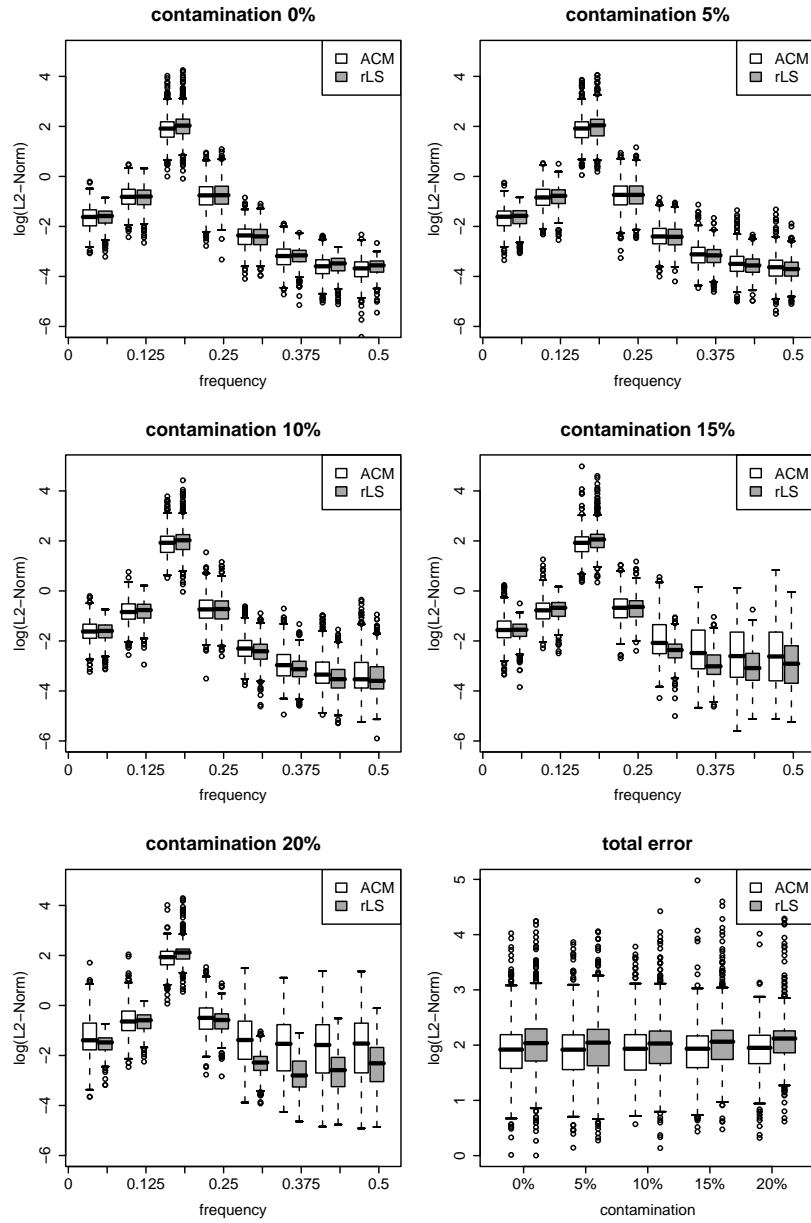 contamination 0%
contamination 5%
log(L2−Norm)
4
2
0
−2
−4
−6
ACM
rLS
0
0.125
0.25
0.375
0.5
frequency
log(L2−Norm)
4
2
0
−2
−4
−6
ACM
rLS
0
0.125
0.25
0.375
0.5
frequency
contamination 10%
contamination 15%
log(L2−Norm)
4
2
0
−2
−4
−6
ACM
rLS
0
0.125
0.25
0.375
0.5
frequency
log(L2−Norm)
4
2
0
−2
−4
−6
ACM
rLS
0
0.125
0.25
0.375
0.5
frequency
contamination 20%
total error
log(L2−Norm)
4
2
0
−2
−4
−6
ACM
rLS
0
0.125
0.25
0.375
0.5
frequency
log(L2−Norm)
5
4
3
2
1
0
ACM
rLS
0%
5%
10%
15%
20%
contamination